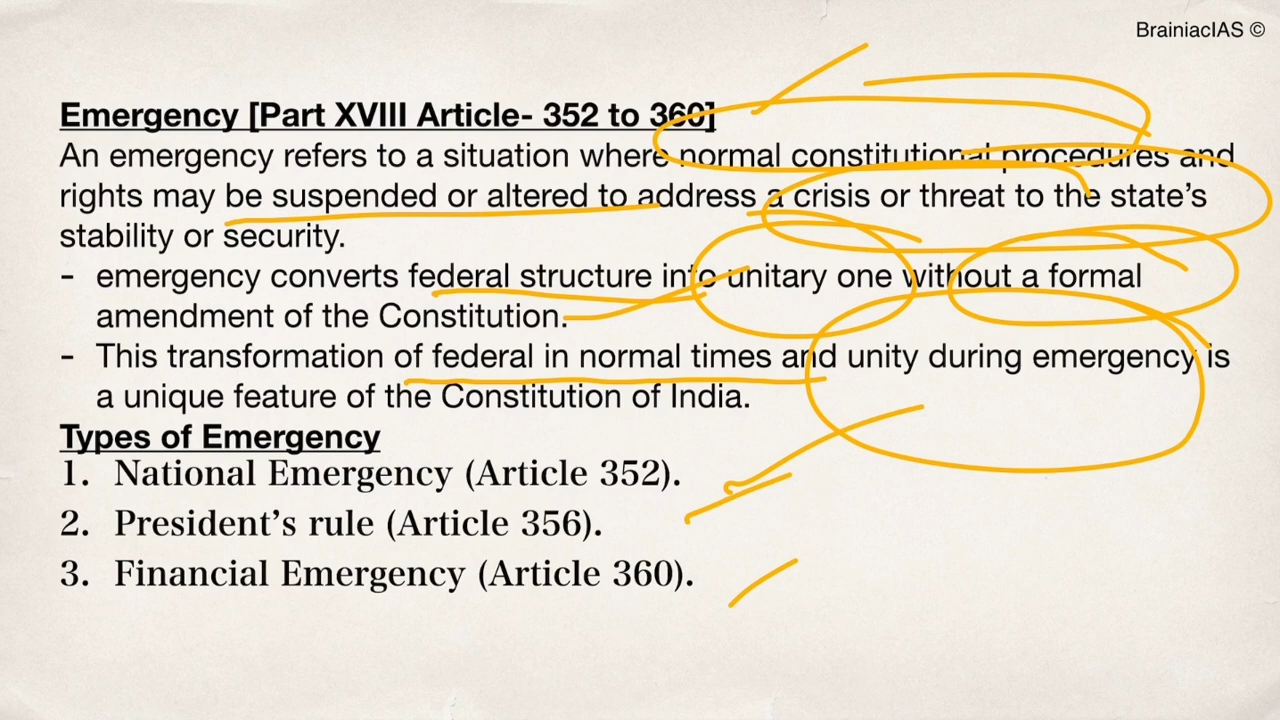 BrainiacIAS ©
Emergency [Part XVIII Article- 352 to 360]
An emergency refers to a situation where normal constitutional procedures and
rights may be suspended or altered to address a crisis or threat to the state’s
stability or security.
- emergency converts federal structure into unitary one without a formal
amendment of the Constitution.
- This transformation of federal in normal times and unity during emergency is
a unique feature of the Constitution of India.
Types of Emergency
1. National Emergency (Article 352).
2. President’s rule (Article 356).
3. Financial Emergency (Article 360).